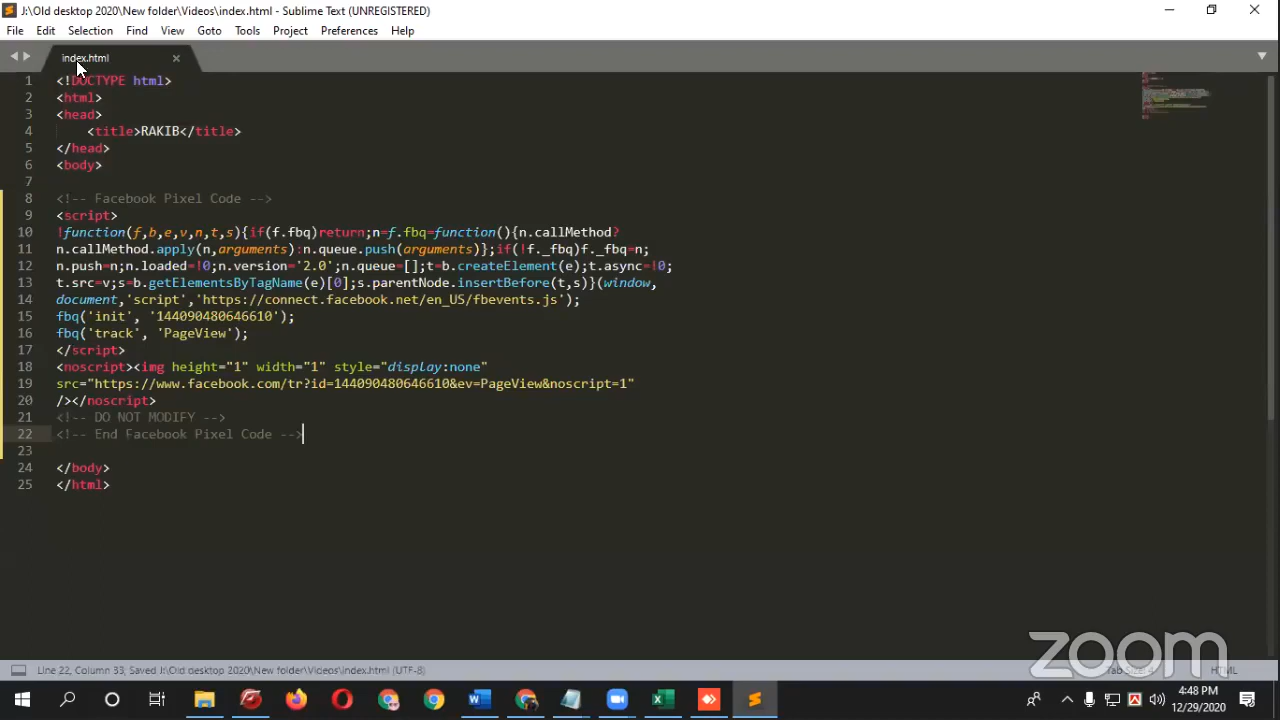 J:\Old desktop 2020\New folder\Videos\index.html - Sublime Text (UNREGISTERED)
File Edit Selection Find View Goto Tools Project Preferences Help
index.html
1 <!DOCTYPE html>
2 <html>
3 <head>
4 <title>RAKIB</title>
5 </head>
6 <body>
7
8 <!-- Facebook Pixel Code -->
9 <script>
10 !function(f,b,e,v,n,t,s){if(f.fbq)return;n=f.fbq=function(){n.callMethod?
11 n.callMethod.apply(n,arguments):n.queue.push(arguments)};if(!f._fbq)f._fbq=n;
12 n.push=n;n.loaded=!0;n.version='2.0';n.queue=[];t=b.createElement(e);t.async=!0;
13 t.src=v;s=b.getElementsByTagName(e)[0];s.parentNode.insertBefore(t,s)}(window,
14 document,'script','https://connect.facebook.net/en_US/fbevents.js');
15 fbq('init', '144090480646610');
16 fbq('track', 'PageView');
17 </script>
18 <noscript><img height="1" width="1" style="display:none"
19 src="https://www.facebook.com/tr?id=144090480646610&ev=PageView&noscript=1"
20 /></noscript>
21 <!-- DO NOT MODIFY -->
22 <!-- End Facebook Pixel Code -->
23
24 </body>
25 </html>
zoom
Line 22, Column 33; Saved J:\Old desktop 2020\New folder\Videos\index.html (UTF-8) Tab Size: 4 HTML
4:48 PM
12/29/2020